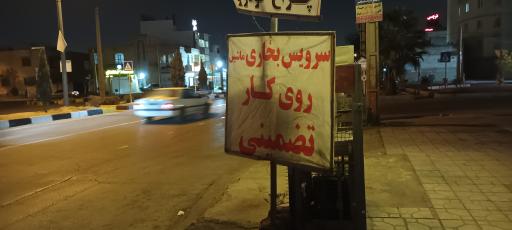 سرویس بخاری ماشین
روی کار
تضمینی